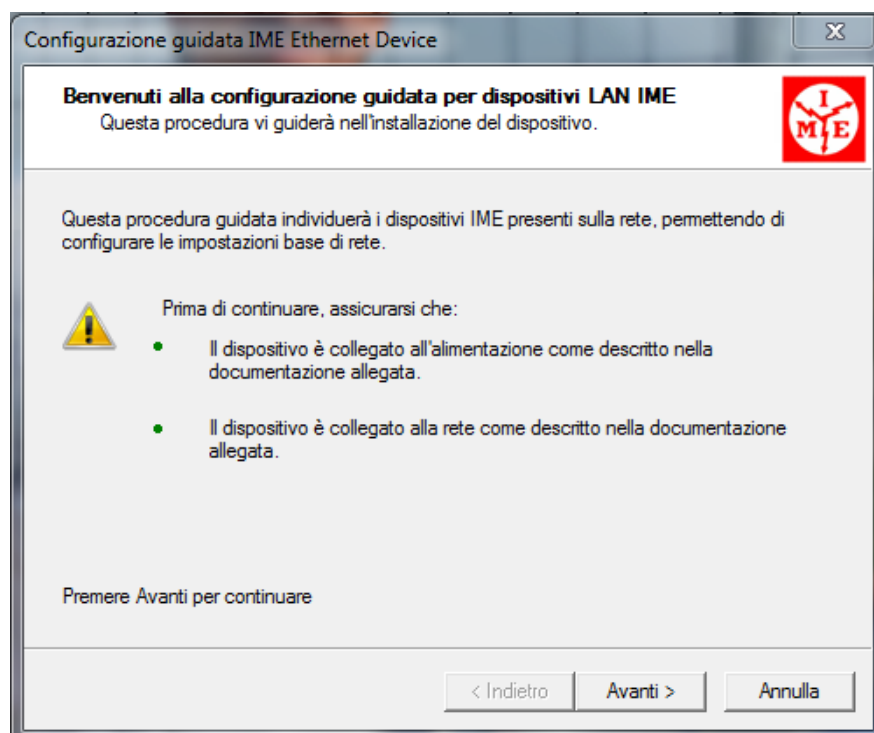 Configurazione guidata IME Ethernet Device
Benvenuti alla configurazione guidata per dispositivi LAN IME
Questa procedura vi guiderà nell'installazione del dispositivo.
I
M E
Questa procedura guidata individuerà i dispositivi IME presenti sulla rete, permettendo di
configurare le impostazioni base di rete.
Prima di continuare, assicurarsi che:
Il dispositivo è collegato all'alimentazione come descritto nella
documentazione allegata.
Il dispositivo è collegato alla rete come descritto nella documentazione
allegata.
Premere Avanti per continuare
< Indietro Avanti > Annulla